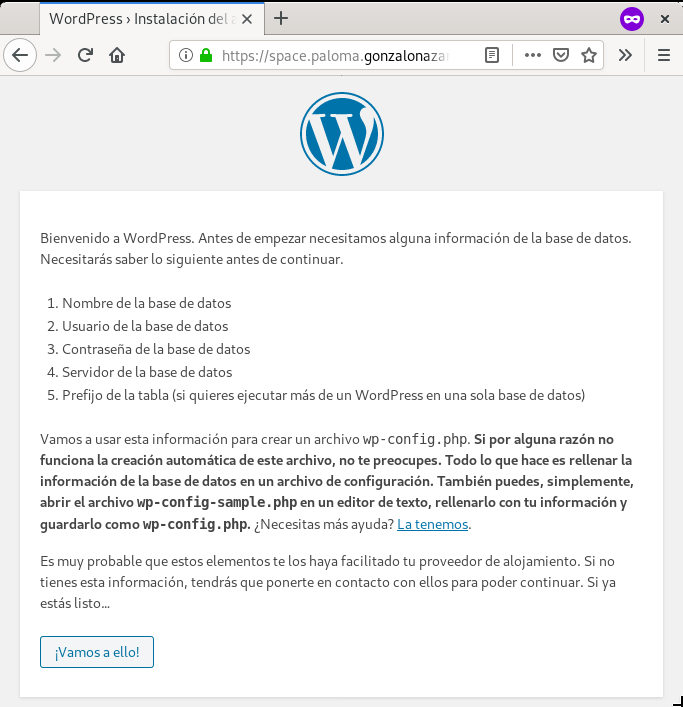 WordPress › Instalación del a
https://space.paloma.gonzalonazar
Bienvenido a WordPress. Antes de empezar necesitamos alguna información de la base de datos.
Necesitarás saber lo siguiente antes de continuar.
1. Nombre de la base de datos
2. Usuario de la base de datos
3. Contraseña de la base de datos
4. Servidor de la base de datos
5. Prefijo de la tabla (si quieres ejecutar más de un WordPress en una sola base de datos)
Vamos a usar esta información para crear un archivo wp-config.php. Si por alguna razón no
funciona la creación automática de este archivo, no te preocupes. Todo lo que hace es rellenar la
información de la base de datos en un archivo de configuración. También puedes, simplemente,
abrir el archivo wp-config-sample.php en un editor de texto, rellenarlo con tu información y
guardarlo como wp-config.php. ¿Necesitas más ayuda? La tenemos.
Es muy probable que estos elementos te los haya facilitado tu proveedor de alojamiento. Si no
tienes esta información, tendrás que ponerte en contacto con ellos para poder continuar. Si ya
estás listo…
¡Vamos a ello!